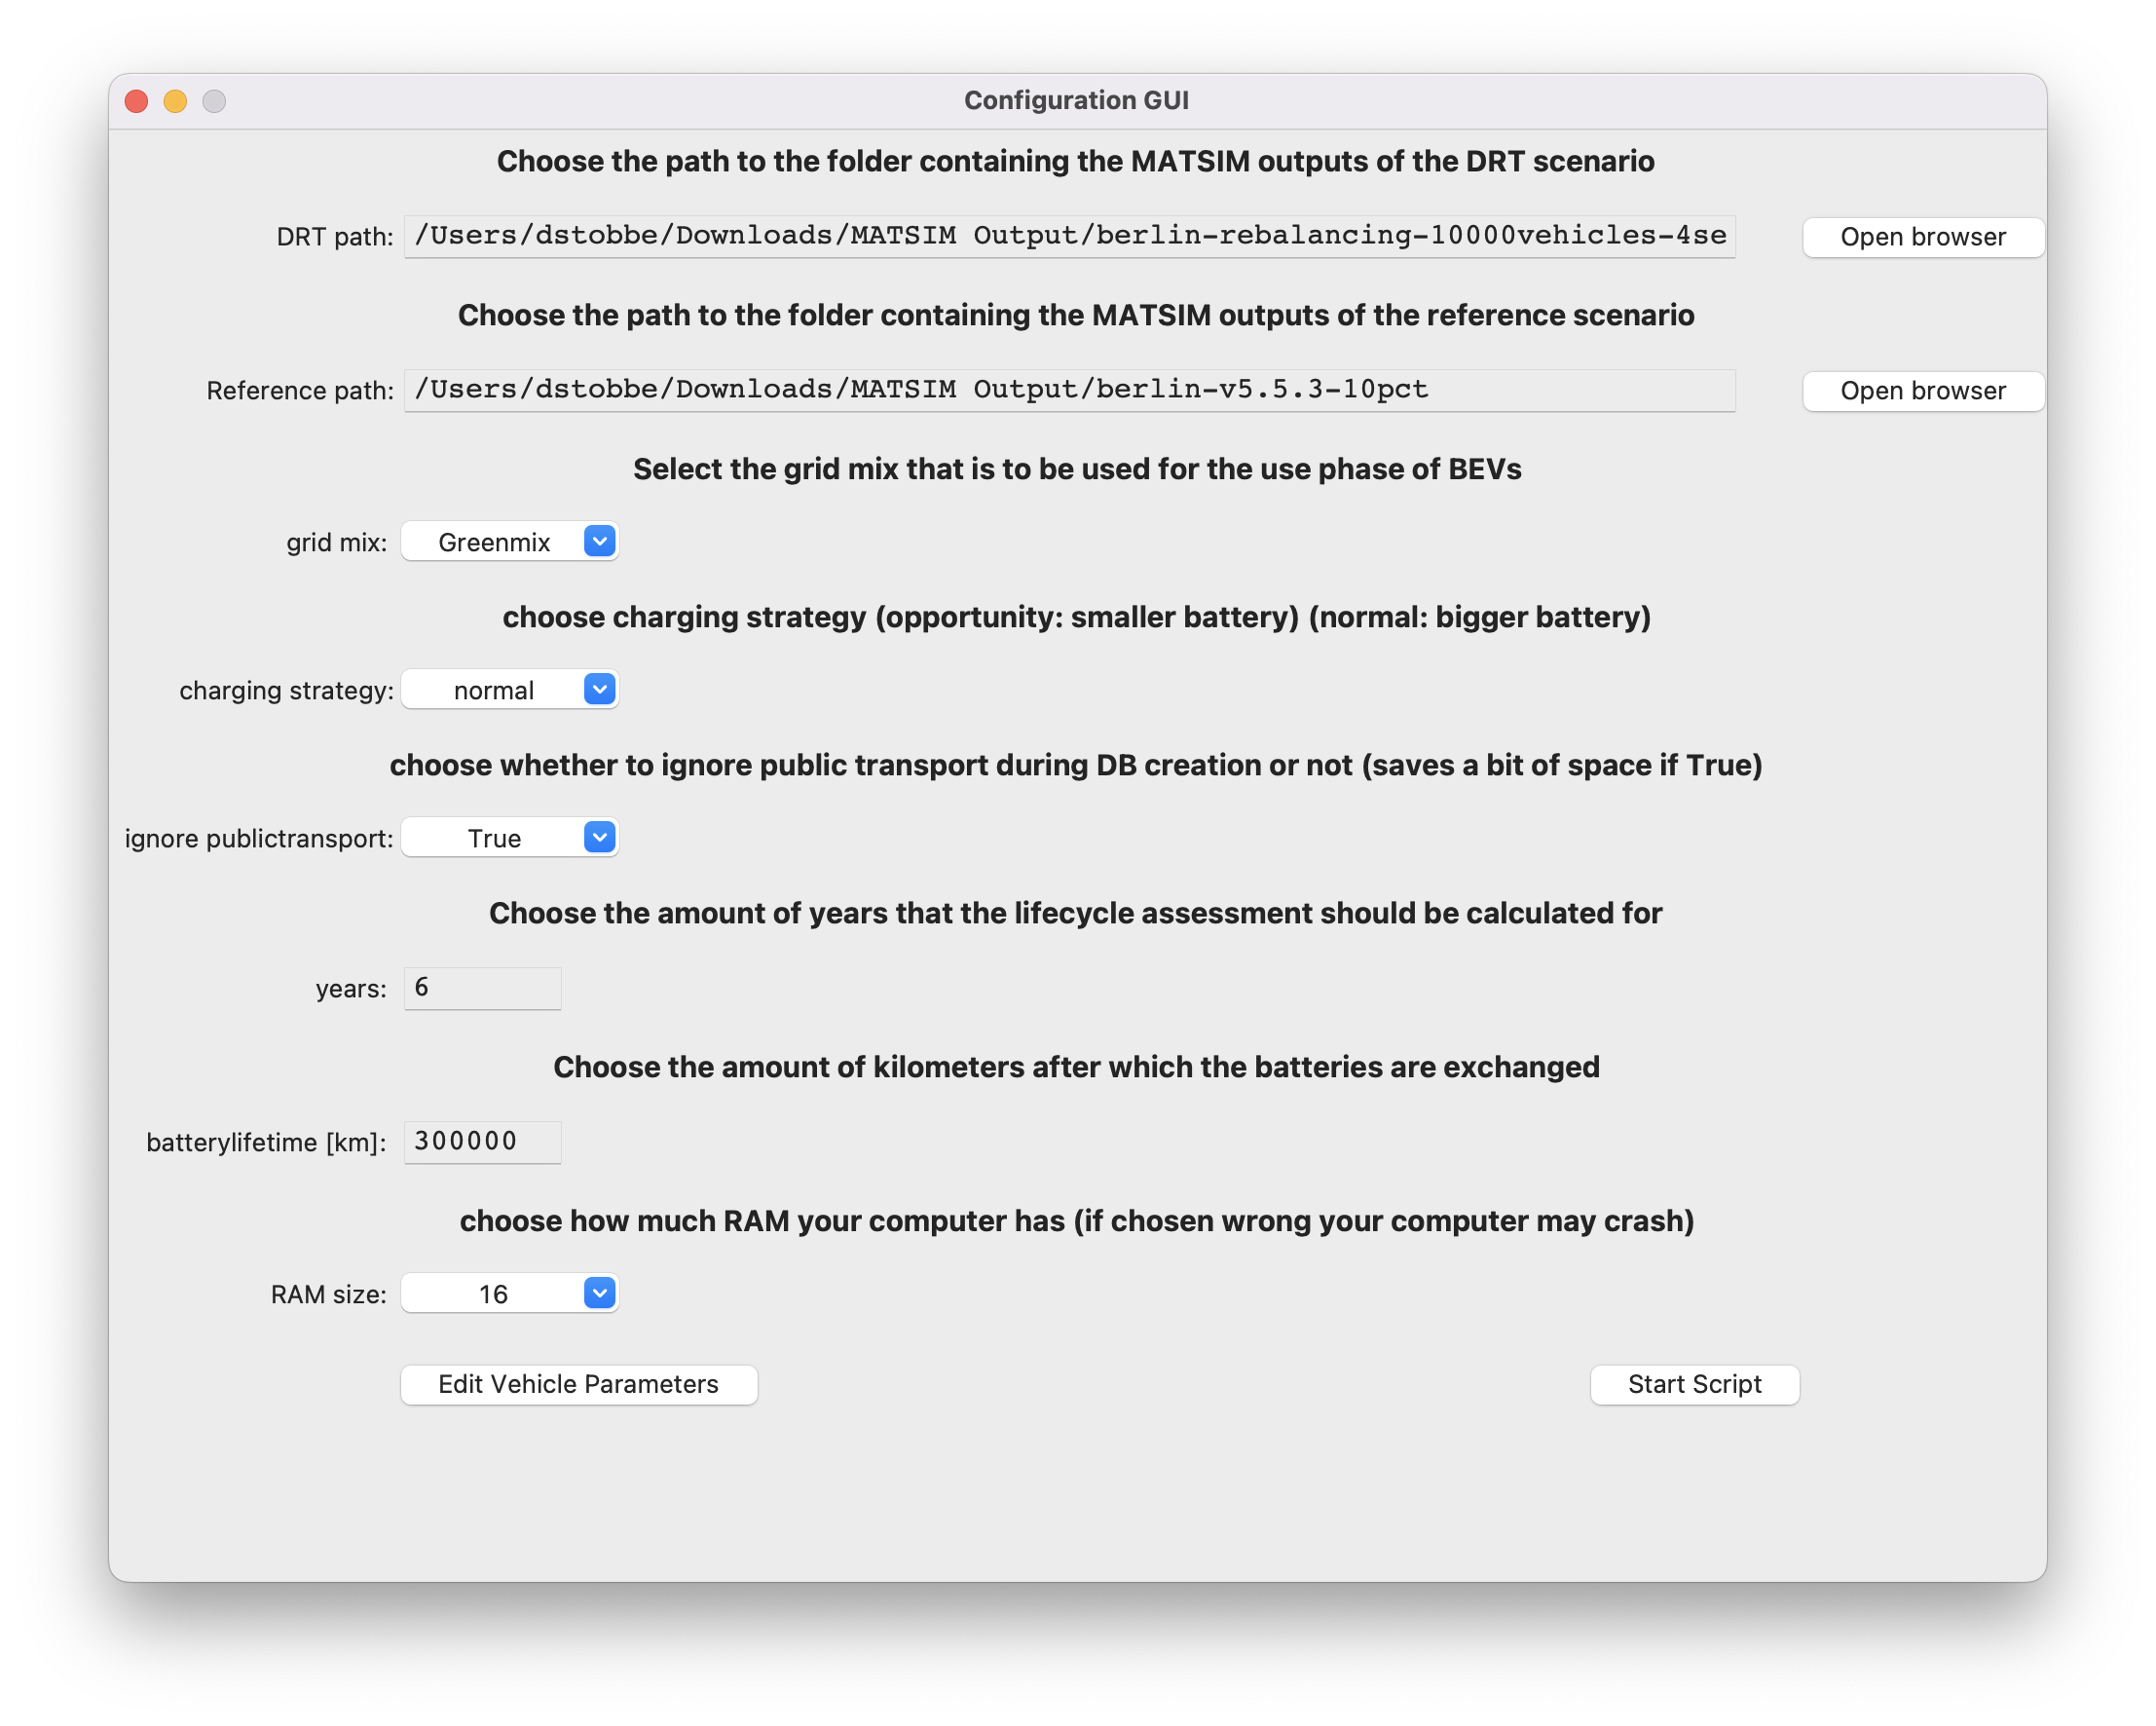 Configuration GUI
Choose the path to the folder containing the MATSIM outputs of the DRT scenario
DRT path: /Users/dstobbe/Downloads/MATSIM Output/berlin-rebalancing-10000vehicles-4se Open browser
Choose the path to the folder containing the MATSIM outputs of the reference scenario
Reference path: /Users/dstobbe/Downloads/MATSIM Output/berlin-v5.5.3-10pct Open browser
Select the grid mix that is to be used for the use phase of BEVs
grid mix: Greenmix
choose charging strategy (opportunity: smaller battery) (normal: bigger battery)
charging strategy: normal
choose whether to ignore public transport during DB creation or not (saves a bit of space if True)
ignore publictransport: True
Choose the amount of years that the lifecycle assessment should be calculated for
years: 6
Choose the amount of kilometers after which the batteries are exchanged
batterylifetime [km]: 300000
choose how much RAM your computer has (if chosen wrong your computer may crash)
RAM size: 16
Edit Vehicle Parameters Start Script